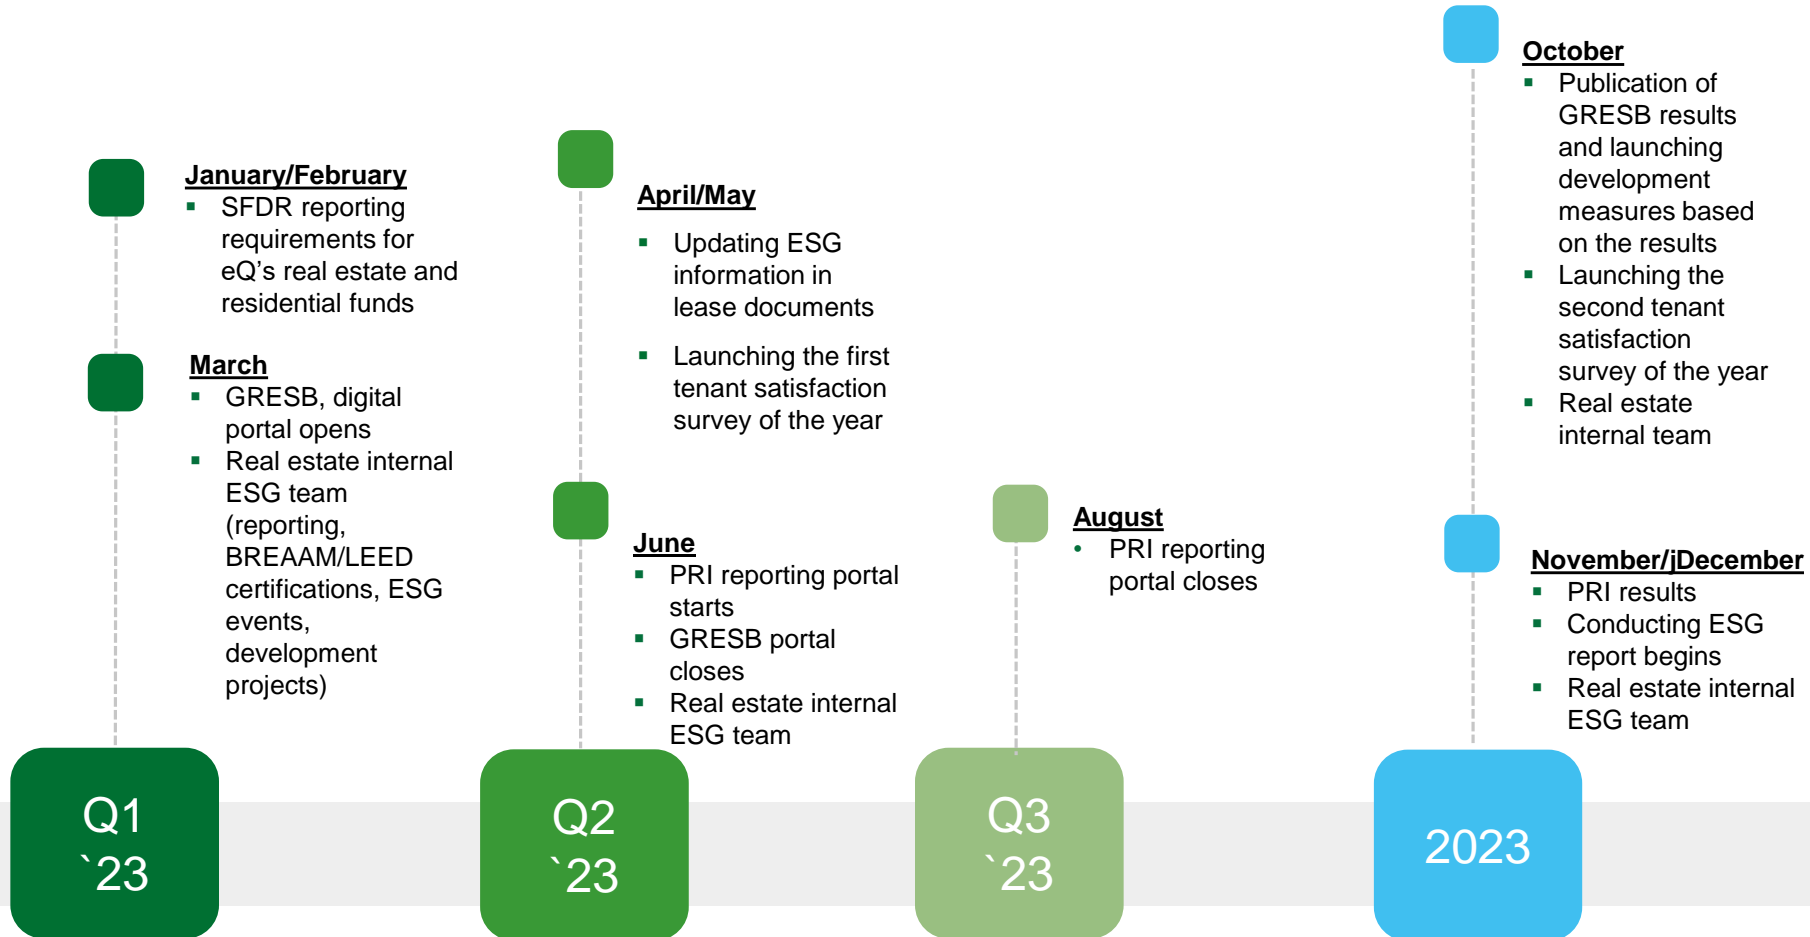 January/February
▪ SFDR reporting
requirements for
eQ’s real estate and
residential funds
March
▪ GRESB, digital
portal opens
▪ Real estate internal
ESG team
(reporting,
BREAAM/LEED
certifications, ESG
events,
development
projects)
Q1
`23
April/May
▪ Updating ESG
information in
lease documents
▪ Launching the first
tenant satisfaction
survey of the year
June
▪ PRI reporting portal
starts
▪ GRESB portal
closes
▪ Real estate internal
ESG team
Q2
`23
August
• PRI reporting
portal closes
Q3
`23
October
▪ Publication of
GRESB results
and launching
development
measures based
on the results
▪ Launching the
second tenant
satisfaction
survey of the year
▪ Real estate
internal team
November/jDecember
▪ PRI results
▪ Conducting ESG
report begins
▪ Real estate internal
ESG team
2023